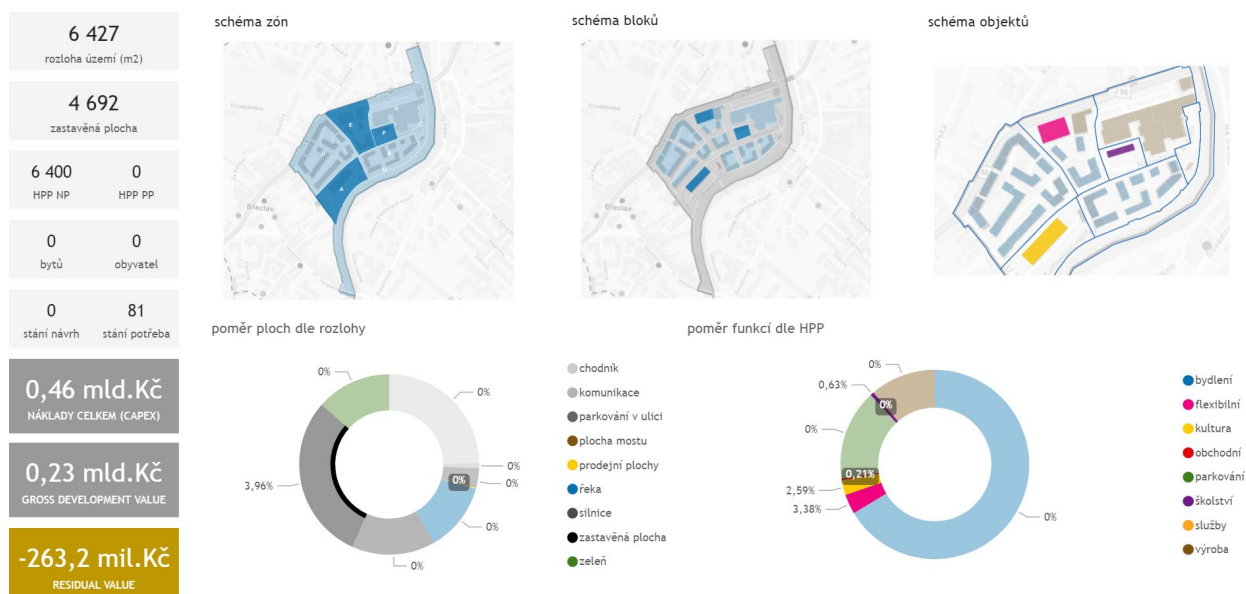 6 427
rozloha území (m2)
4 692
zastavěná plocha
6 400
HPP NP
0
HPP PP
0
bytů
0
obyvatel
0
stání návrh
81
stání potřeba
0,46 mld.Kč
NÁKLADY CELKEM (CAPEX)
0,23 mld.Kč
GROSS DEVELOPMENT VALUE
-263,2 mil.Kč
RESIDUAL VALUE
schéma zón
E
F
A
Břeclav
schéma bloků
Břeclav
schéma objektů
55
poměr ploch dle rozlohy
0%
0%
0%
0%
0%
0%
0%
3,96%
chodník
komunikace
parkování v ulici
plocha mostu
prodejní plochy
řeka
silnice
zastavěná plocha
zeleň
poměr funkcí dle HPP
0%
0,63%
0%
0%
0,21%
2,59%
3,38%
0%
bydlení
flexibilní
kultura
obchodní
parkování
školství
služby
výroba